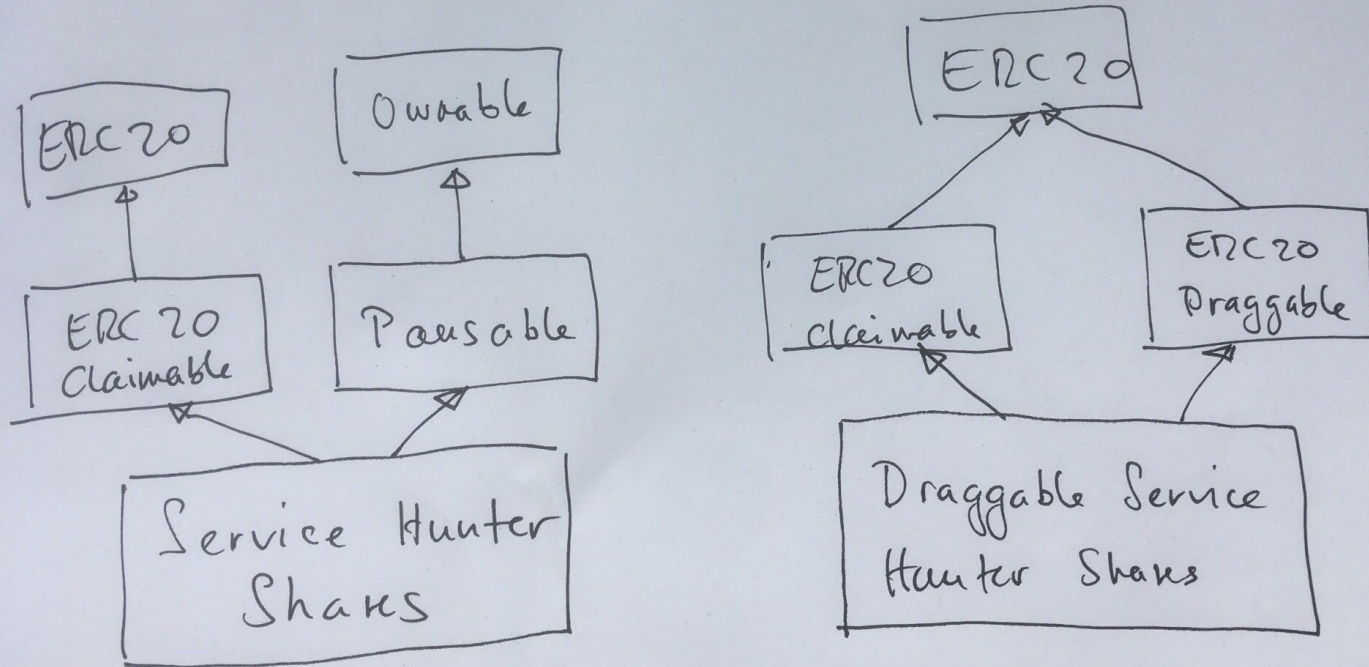 ERC20
Ownable
ERC20
Claimable
Pausable
Service Hunter
Shares
ERC20
ERC20
Claimable
ERC20
Draggable
Draggable Service
Hunter Shares